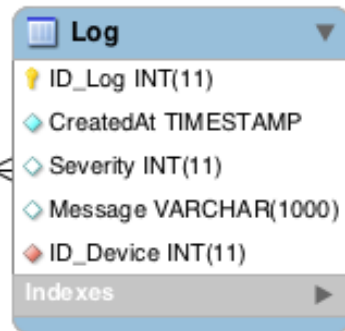 Log
ID_Log INT(11)
CreatedAt TIMESTAMP
Severity INT(11)
Message VARCHAR(1000)
ID_Device INT(11)
Indexes